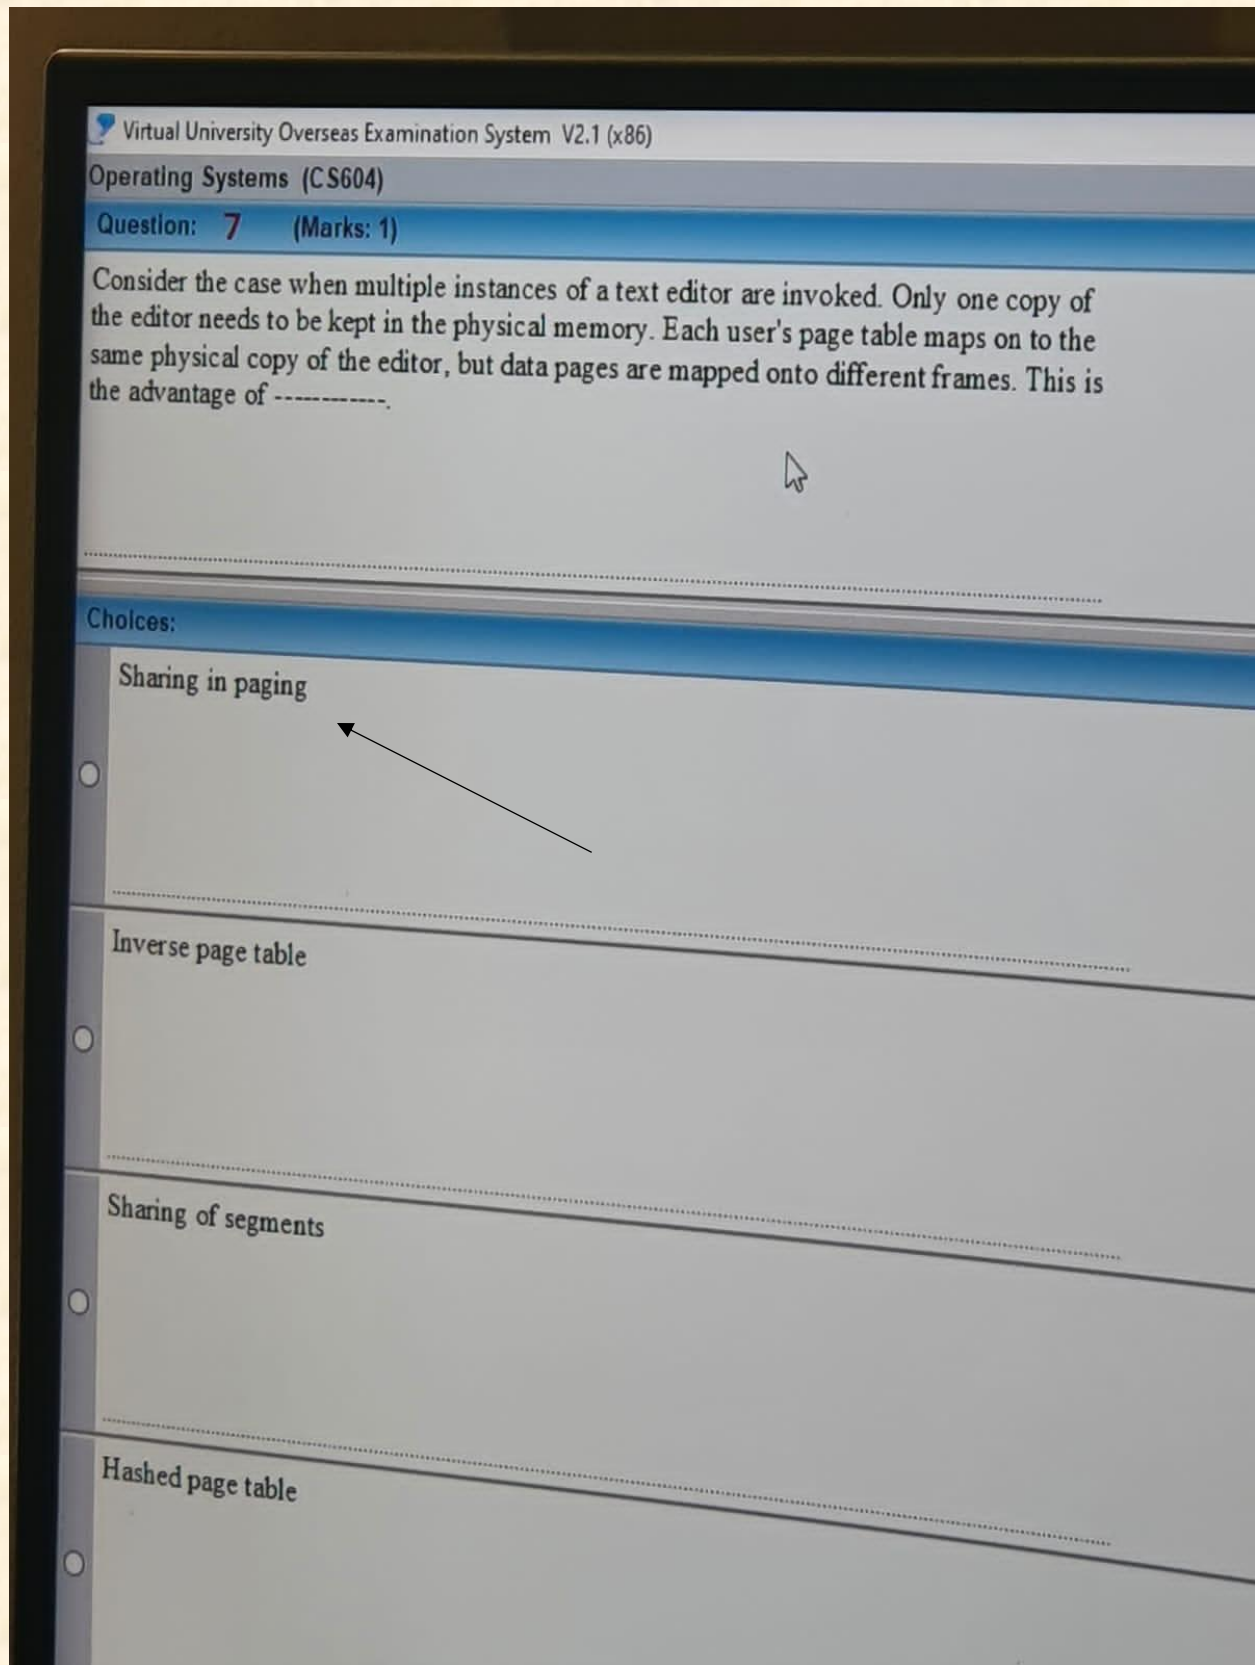 Virtual University Overseas Examination System V2.1 (x86)
Operating Systems (CS604)
Question: 7 (Marks: 1)
Consider the case when multiple instances of a text editor are invoked. Only one copy of
the editor needs to be kept in the physical memory. Each user's page table maps on to the
same physical copy of the editor, but data pages are mapped onto different frames. This is
the advantage of ------------.
Choices:
Sharing in paging
Inverse page table
Sharing of segments
Hashed page table